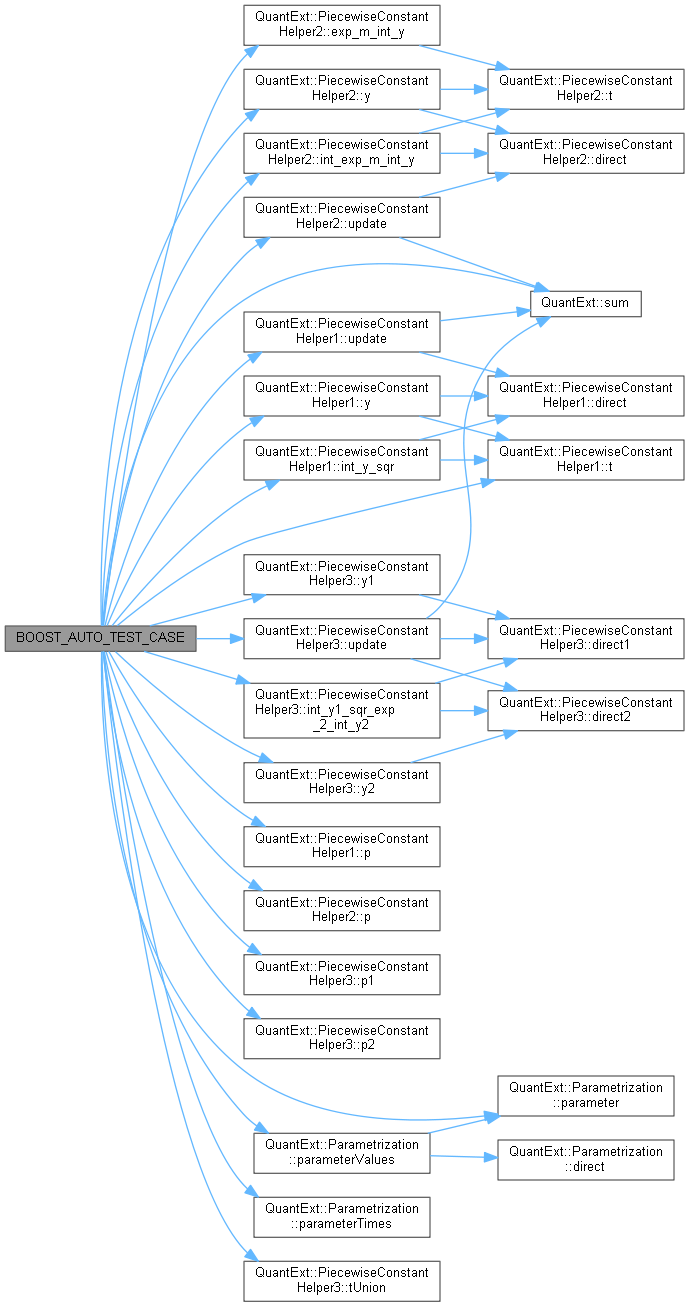 QuantExt::PiecewiseConstant
Helper2::exp_m_int_y
QuantExt::PiecewiseConstant
Helper2::y
QuantExt::PiecewiseConstant
Helper2::t
QuantExt::PiecewiseConstant
Helper2::int_exp_m_int_y
QuantExt::PiecewiseConstant
Helper2::direct
QuantExt::PiecewiseConstant
Helper2::update
QuantExt::sum
QuantExt::PiecewiseConstant
Helper1::update
QuantExt::PiecewiseConstant
Helper1::y
QuantExt::PiecewiseConstant
Helper1::direct
QuantExt::PiecewiseConstant
Helper1::int_y_sqr
QuantExt::PiecewiseConstant
Helper1::t
QuantExt::PiecewiseConstant
Helper3::y1
BOOST_AUTO_TEST_CASE
QuantExt::PiecewiseConstant
Helper3::update
QuantExt::PiecewiseConstant
Helper3::direct1
QuantExt::PiecewiseConstant
Helper3::int_y1_sqr_exp
_2_int_y2
QuantExt::PiecewiseConstant
Helper3::direct2
QuantExt::PiecewiseConstant
Helper3::y2
QuantExt::PiecewiseConstant
Helper1::p
QuantExt::PiecewiseConstant
Helper2::p
QuantExt::PiecewiseConstant
Helper3::p1
QuantExt::PiecewiseConstant
Helper3::p2
QuantExt::Parametrization
::parameter
QuantExt::Parametrization
::parameterValues
QuantExt::Parametrization
::direct
QuantExt::Parametrization
::parameterTimes
QuantExt::PiecewiseConstant
Helper3::tUnion